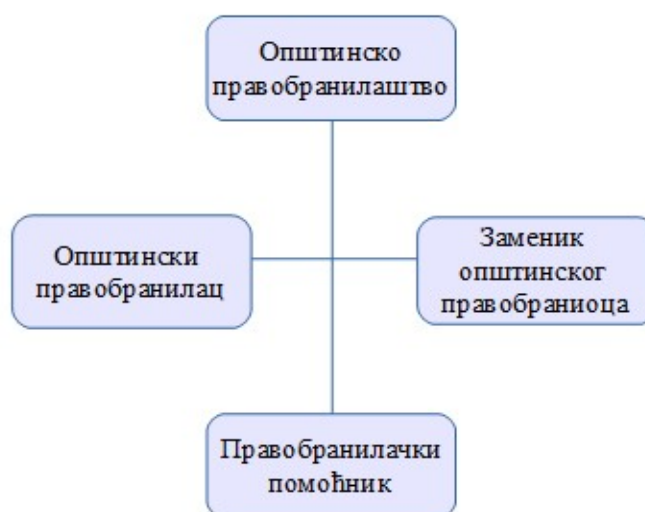 Општинско
правобранилаштво
Општински
правобранилац
Заменик
општинског
правобраниоца
Правобранилачки
помоћник